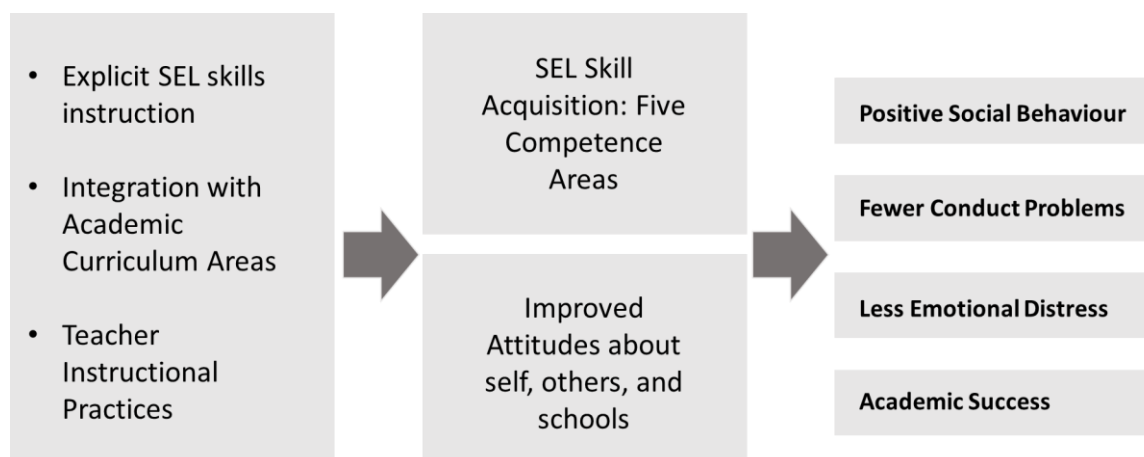 • Explicit SEL skills
instruction
• Integration with
Academic
Curriculum Areas
• Teacher
Instructional
Practices
SEL Skill
Acquisition: Five
Competence
Areas
Improved
Attitudes about
self, others, and
schools
Positive Social Behaviour
Fewer Conduct Problems
Less Emotional Distress
Academic Success